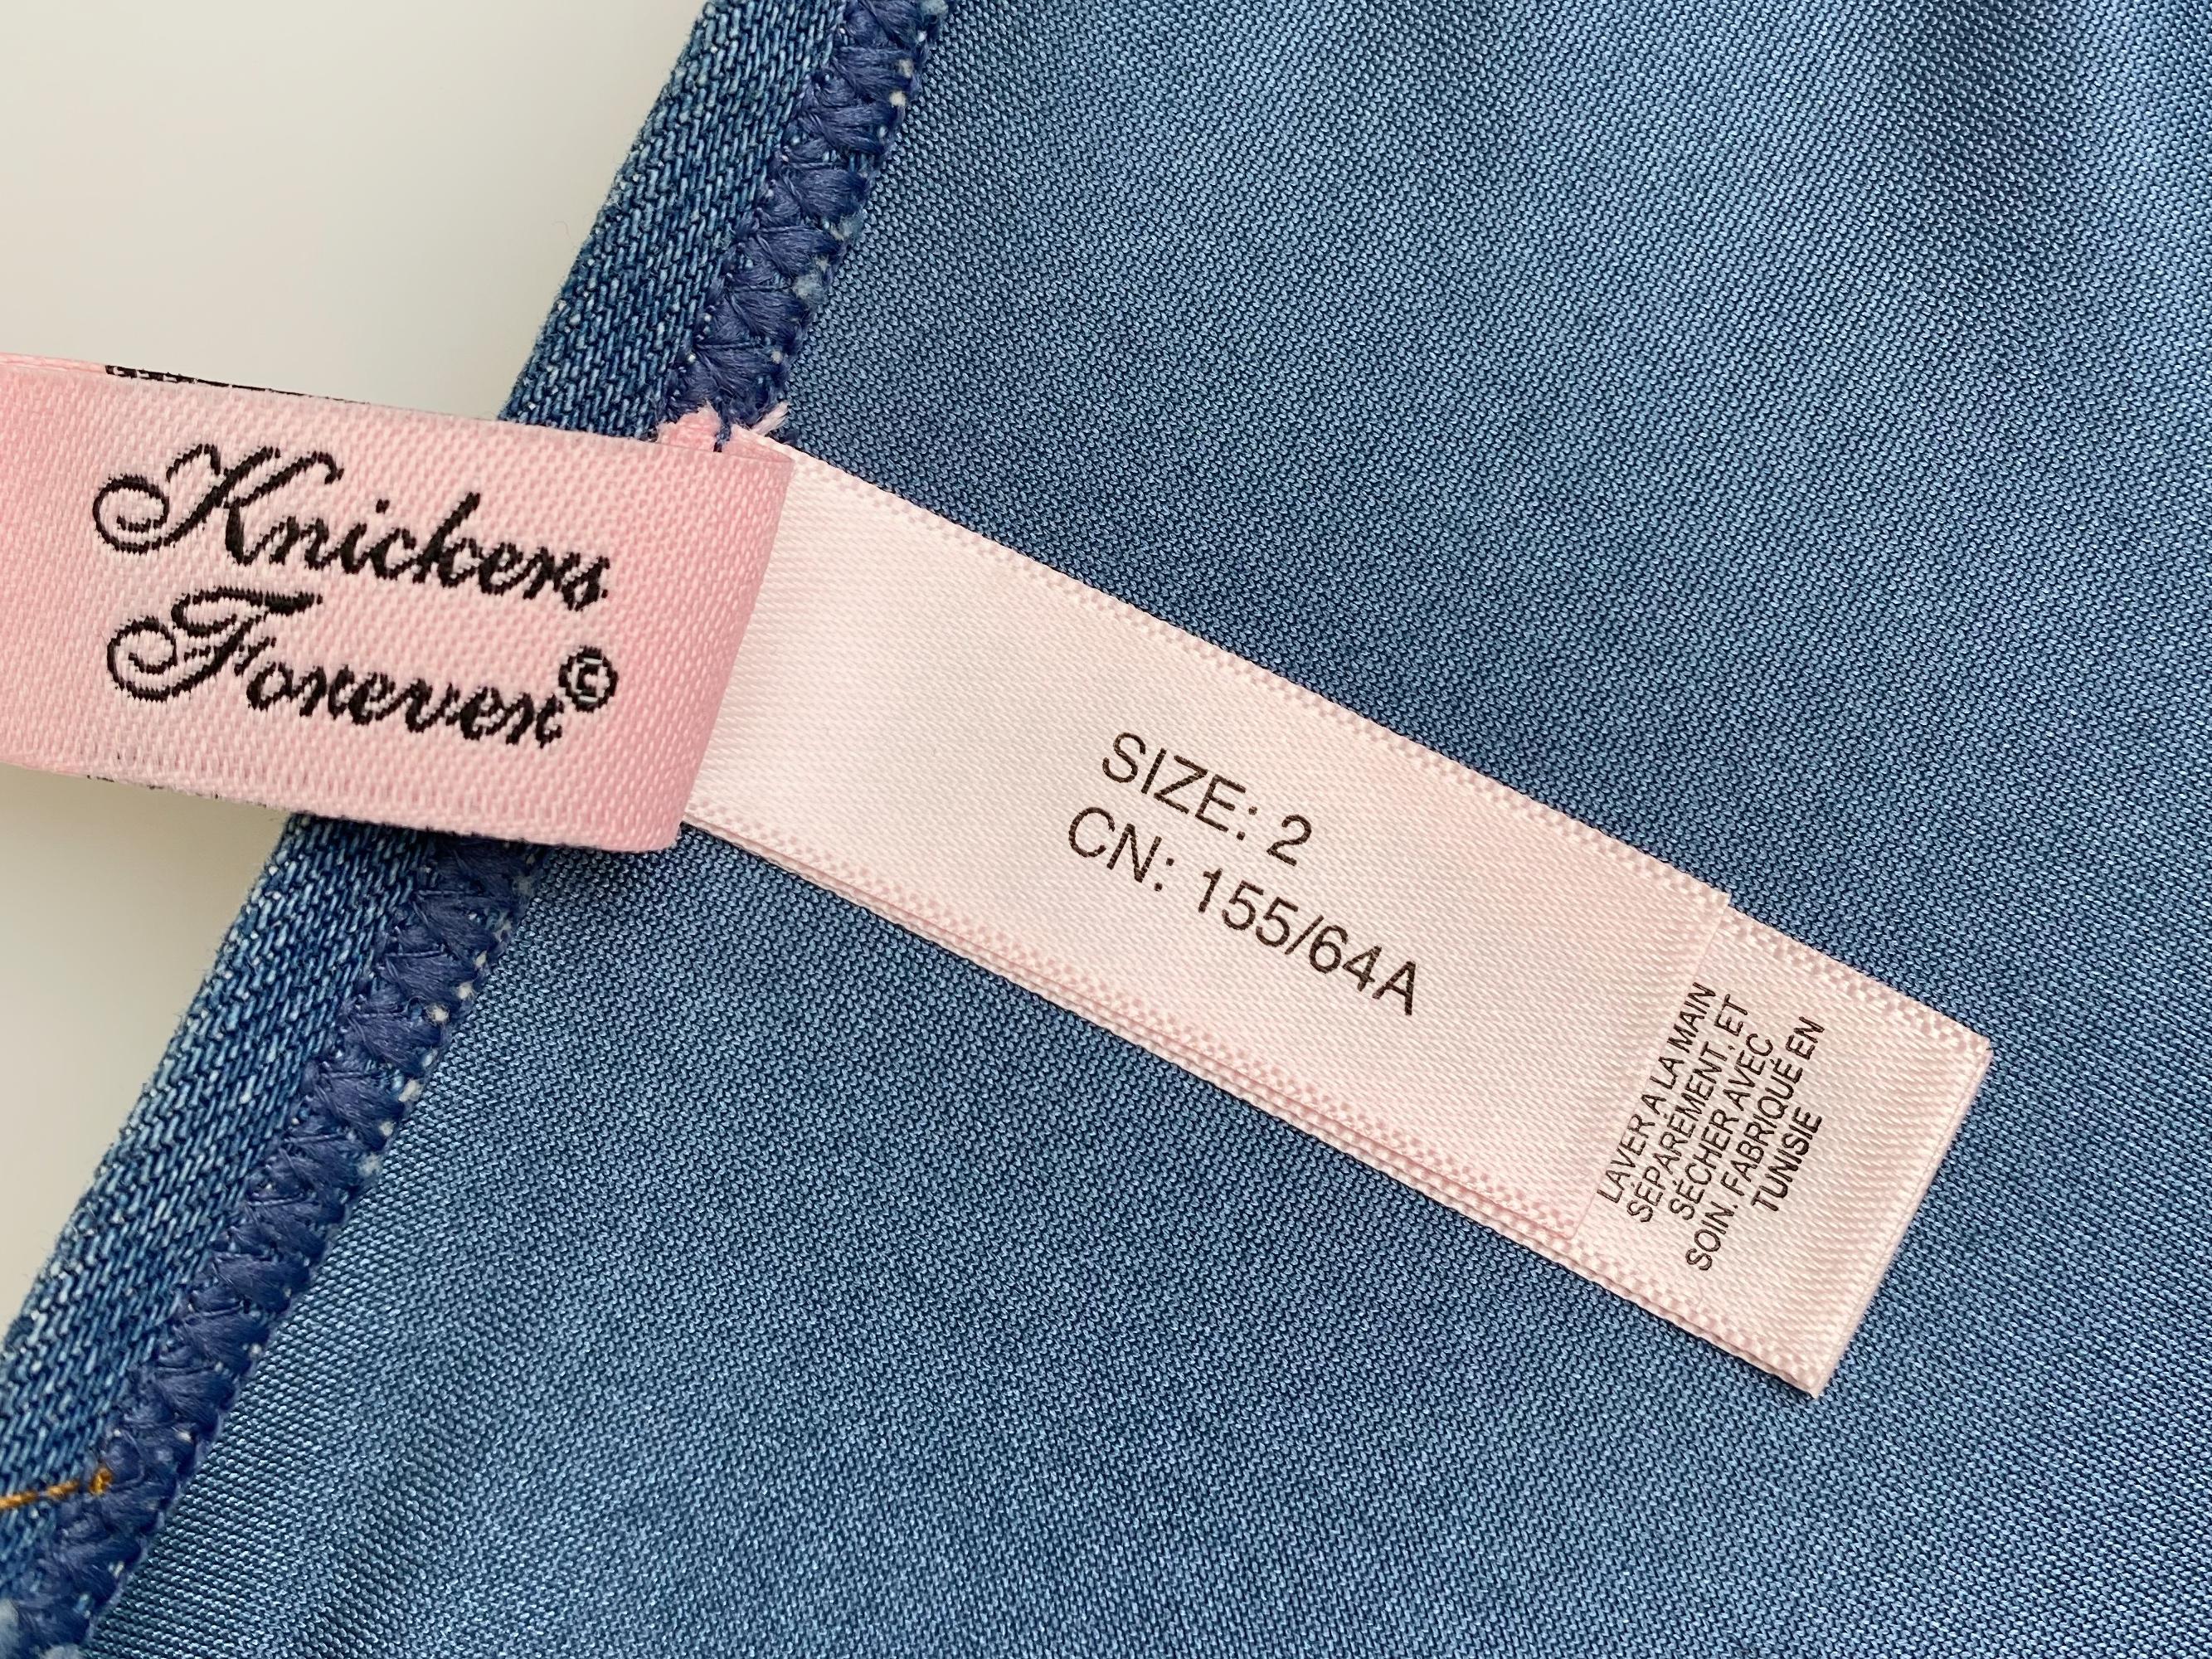 Knickers
Forever©
SIZE: 2
CN: 155/64A
LAVER A LA MAIN
SÉPARÉMENT, ET
SÉCHER AVEC
SOIN. FABRIQUÉ EN
TUNISIE